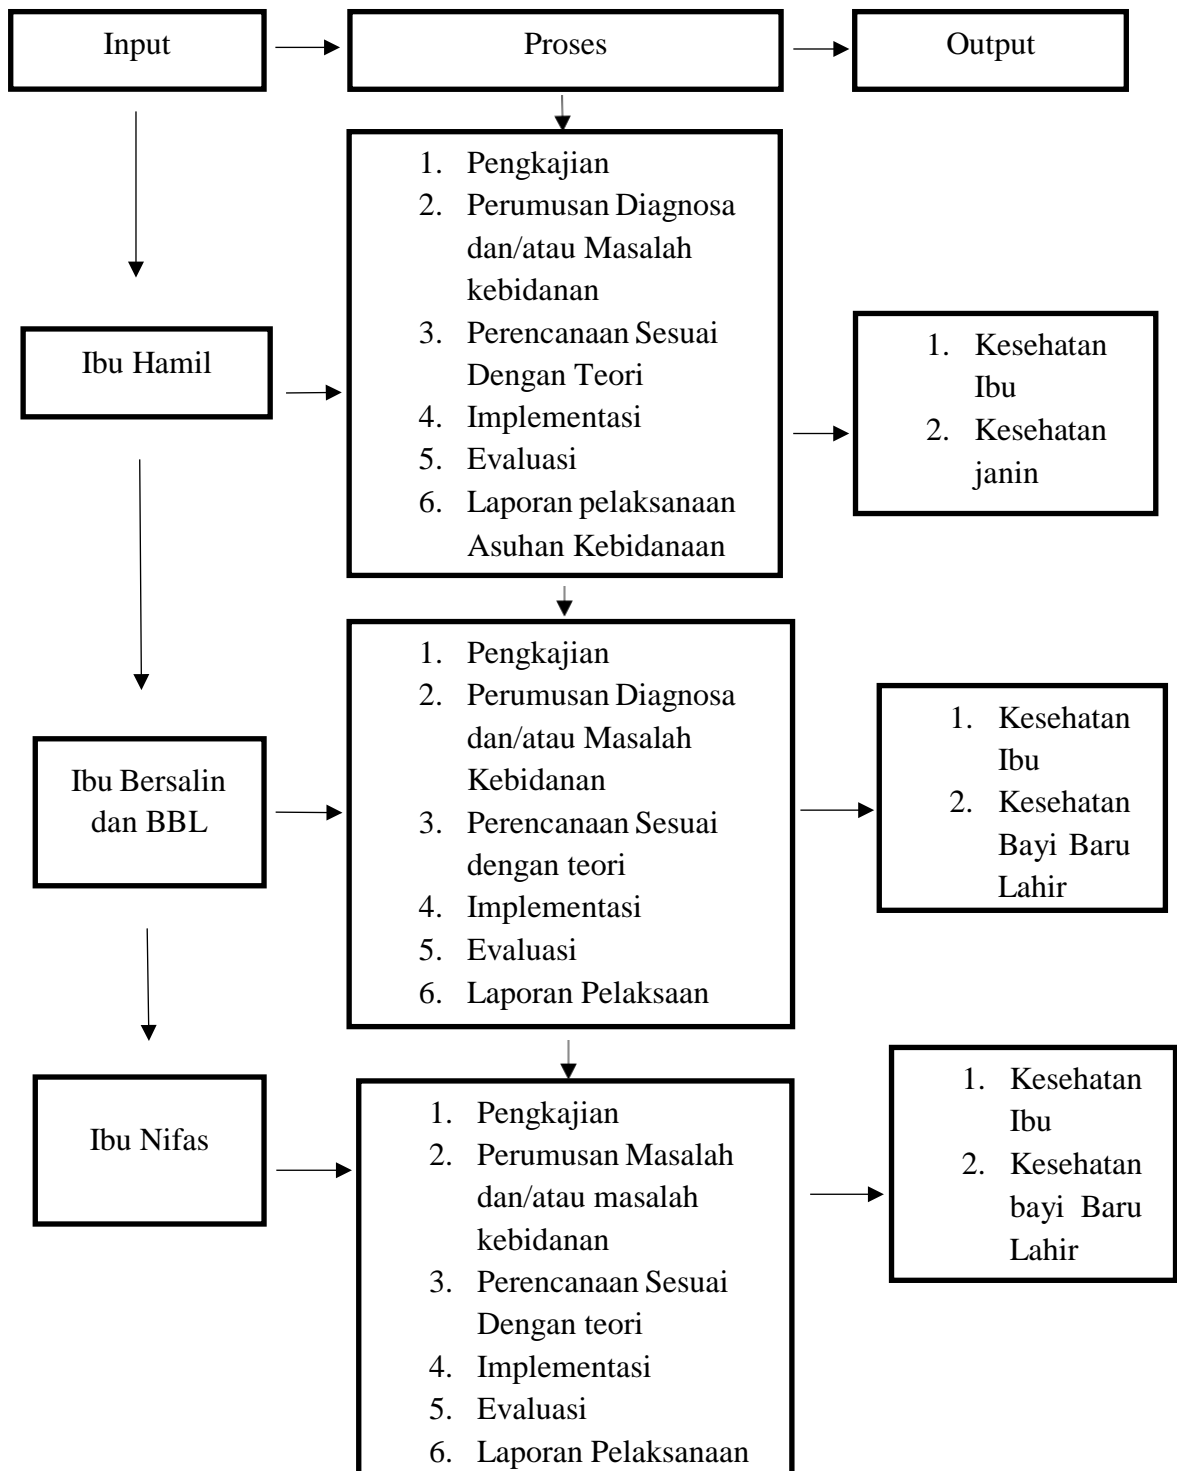 Input
Proses
Output
1. Pengkajian
2. Perumusan Diagnosa
dan/atau Masalah
kebidanan
3. Perencanaan Sesuai
Dengan Teori
4. Implementasi
5. Evaluasi
6. Laporan pelaksanaan
Asuhan Kebidanaan
Ibu Hamil
1. Kesehatan
Ibu
2. Kesehatan
janin
1. Pengkajian
2. Perumusan Diagnosa
dan/atau Masalah
Kebidanan
3. Perencanaan Sesuai
dengan teori
4. Implementasi
5. Evaluasi
6. Laporan Pelaksaan
Ibu Bersalin
dan BBL
1. Kesehatan
Ibu
2. Kesehatan
Bayi Baru
Lahir
Ibu Nifas
1. Pengkajian
2. Perumusan Masalah
dan/atau masalah
kebidanan
3. Perencanaan Sesuai
Dengan teori
4. Implementasi
5. Evaluasi
6. Laporan Pelaksanaan
1. Kesehatan
Ibu
2. Kesehatan
bayi Baru
Lahir